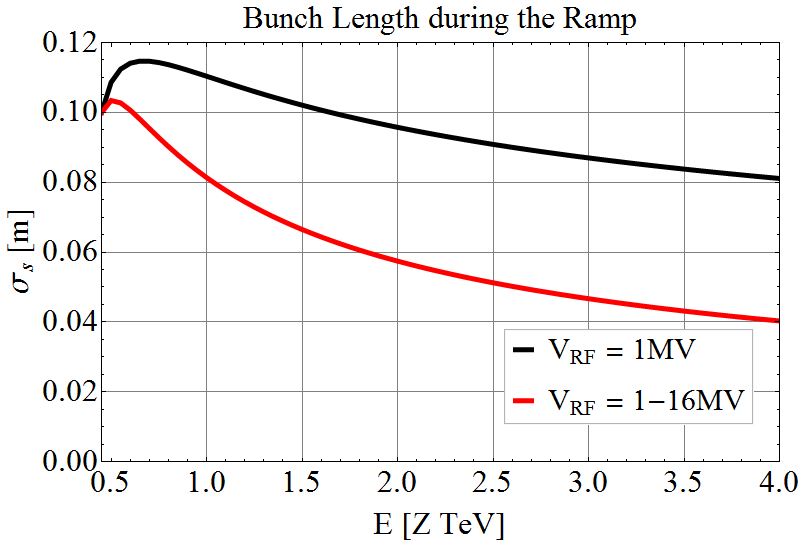 Bunch Length during the Ramp
0.12
0.10
0.08
0.06
0.04
0.02
0.00
σs [m]
VRF = 1MV
VRF = 1−16MV
0.5 1.0 1.5 2.0 2.5 3.0 3.5 4.0
E [Z TeV]